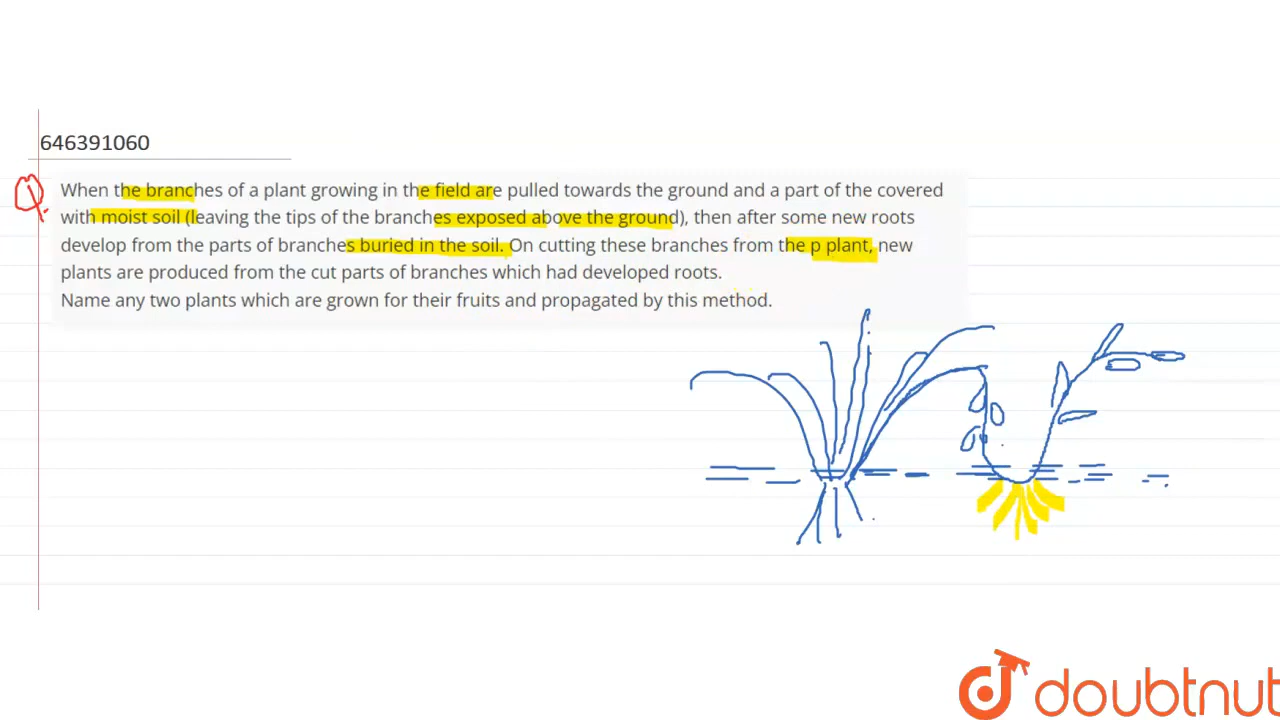 646391060
Q. When the branches of a plant growing in the field are pulled towards the ground and a part of the covered
with moist soil (leaving the tips of the branches exposed above the ground), then after some new roots
develop from the parts of branches buried in the soil. On cutting these branches from the p plant, new
plants are produced from the cut parts of branches which had developed roots.
Name any two plants which are grown for their fruits and propagated by this method.
doubtnut